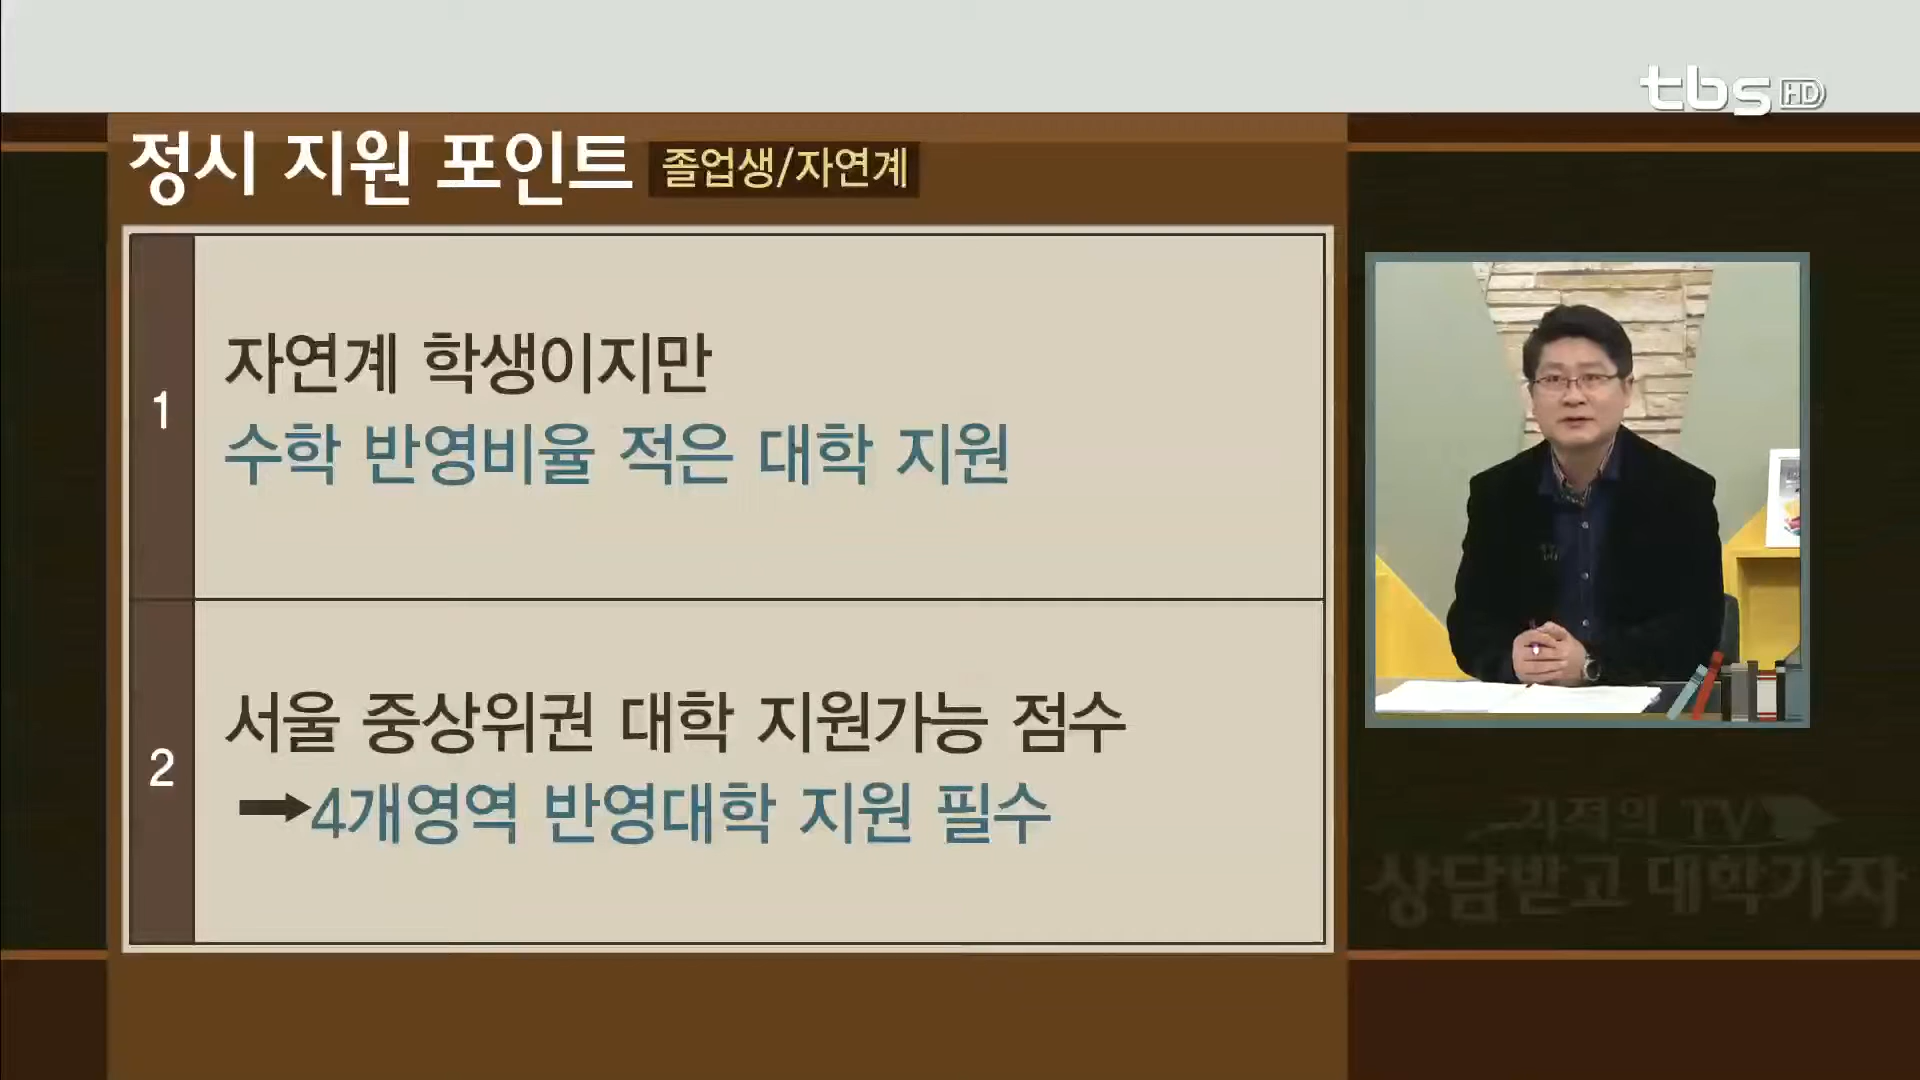 tbs HD
정시 지원 포인트 졸업생/자연계
1
자연계 학생이지만
수학 반영비율 적은 대학 지원
2
서울 중상위권 대학 지원가능 점수
➡4개영역 반영대학 지원 필수
기적의 TV
상담받고 대학가자